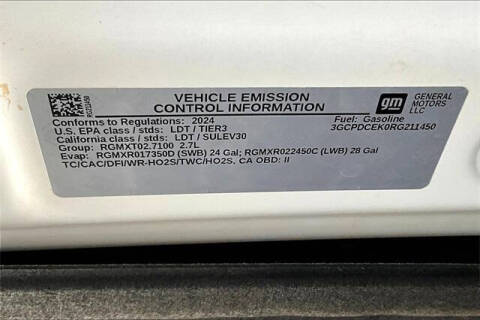 RG211450
VEHICLE EMISSION
CONTROL INFORMATION
gm
GENERAL
MOTORS
LLC
Conforms to Regulations: 2024
Fuel: Gasoline
U.S. EPA class / stds: LDT / TIER3
3GCPDCEK0RG211450
California class / stds: LDT / SULEV30
Group: RGMXT02.7100 2.7L
Evap: RGMXR017350D (SWB) 24 Gal; RGMXR022450C (LWB) 28 Gal
TC/CAC/DFI/WR-HO2S/TWC/HO2S, CA OBD: II